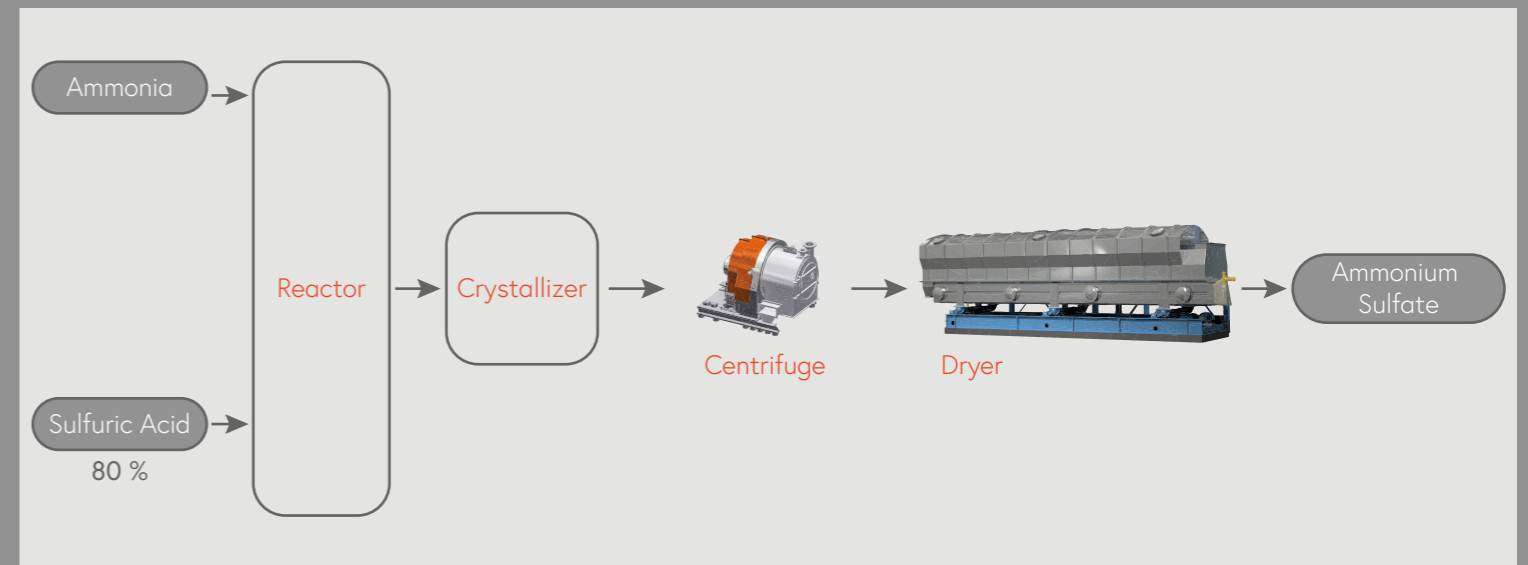 Ammonia
Sulfuric Acid
80 %
Reactor
Crystallizer
Centrifuge
Dryer
Ammonium
Sulfate